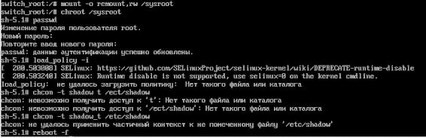 switch_root:/# mount -o remount,rw /sysroot
switch_root:/# chroot /sysroot
sh-5.1# passwd
Изменение пароля пользователя root.
Новый пароль:
Повторите ввод нового пароля:
passwd: данные аутентификации успешно обновлены.
sh-5.1# load_policy -i
[  200.503088] SELinux: https://github.com/SELinuxProject/selinux-kernel/wiki/DEPRECATE-runtime-disable
[  200.503248] SELinux: Runtime disable is not supported, use selinux=0 on the kernel cmdline.
load_policy:  не удалось загрузить политику:  Нет такого файла или каталога
sh-5.1# chcon -t shadow t /ect/shadow
chcon: невозможно получить доступ к 't': Нет такого файла или каталога
chcon: невозможно получить доступ к '/ect/shadow': Нет такого файла или каталога
sh-5.1# chcon -t shadow_t /etc/shadow
chcon: не удалось применить частичный контекст к не помеченному файлу '/etc/shadow'
sh-5.1# reboot -f